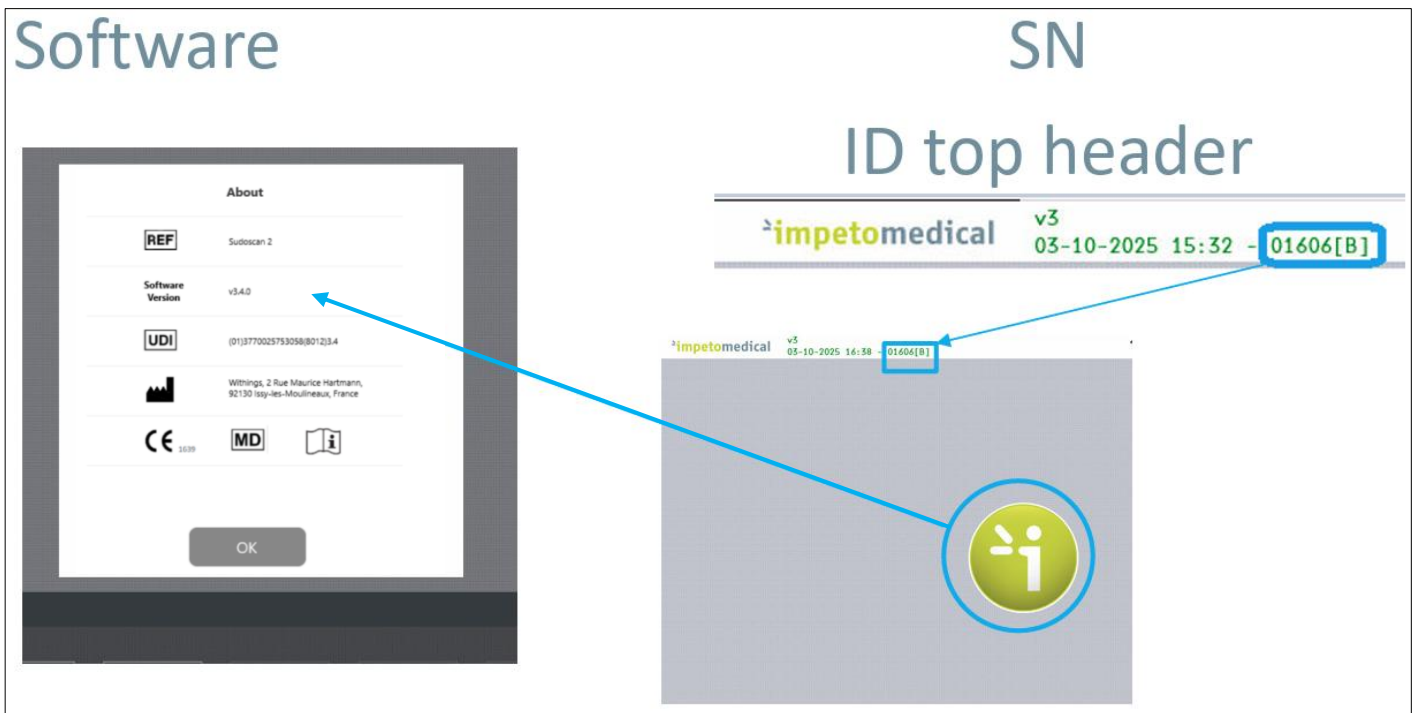 Software
SN
ID top header
About
REF
Sudoscan 2
Software
Version
v3.4.0
UDI
(01)3770025753058(8012)3.4
Withings, 2 Rue Maurice Hartmann,
92130 Issy-les-Moulineaux, France
CE 1639
MD
i
OK
impetomedical
v3
03-10-2025 15:32 - 01606[B]
impetomedical
v3
03-10-2025 16:38 - 01606[B]
i